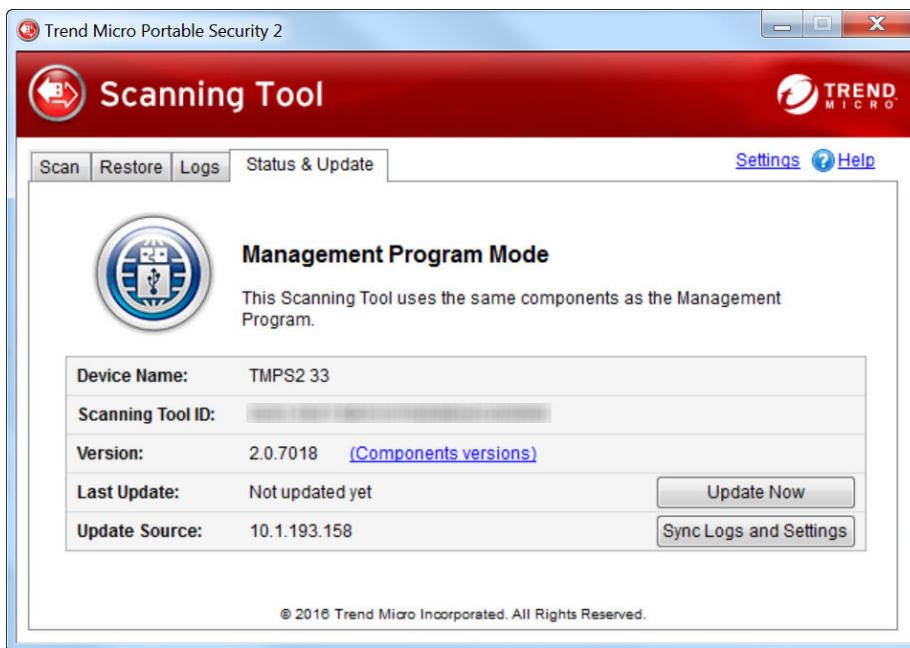 Trend Micro Portable Security 2
Scanning Tool
TREND
MICRO
Scan Restore Logs Status & Update Settings Help
Management Program Mode
This Scanning Tool uses the same components as the Management
Program.
Device Name: TMPS2 33
Scanning Tool ID:
Version: 2.0.7018 (Components versions)
Last Update: Not updated yet Update Now
Update Source: 10.1.193.158 Sync Logs and Settings
© 2016 Trend Micro Incorporated. All Rights Reserved.